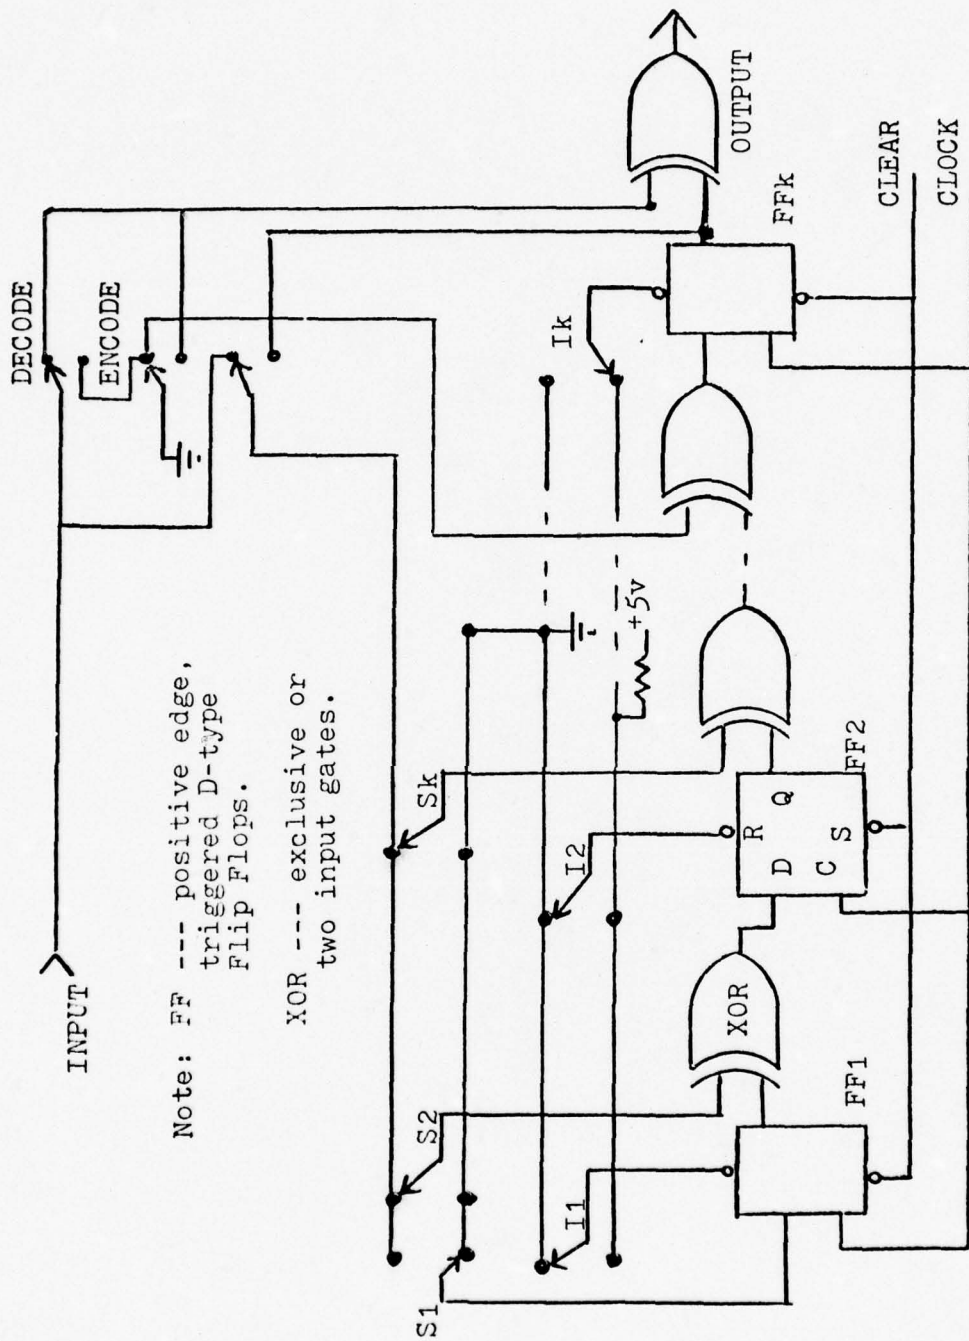 DECODE
ENCODE
INPUT
Note: FF --- positive edge,
triggered D-type
Flip Flops.
XOR --- exclusive or
two input gates.
OUTPUT
S1
S2
Sk
I1
I2
Ik
+5v
XOR
FF1
R
D Q
C
S
FF2
FFk
CLEAR
CLOCK